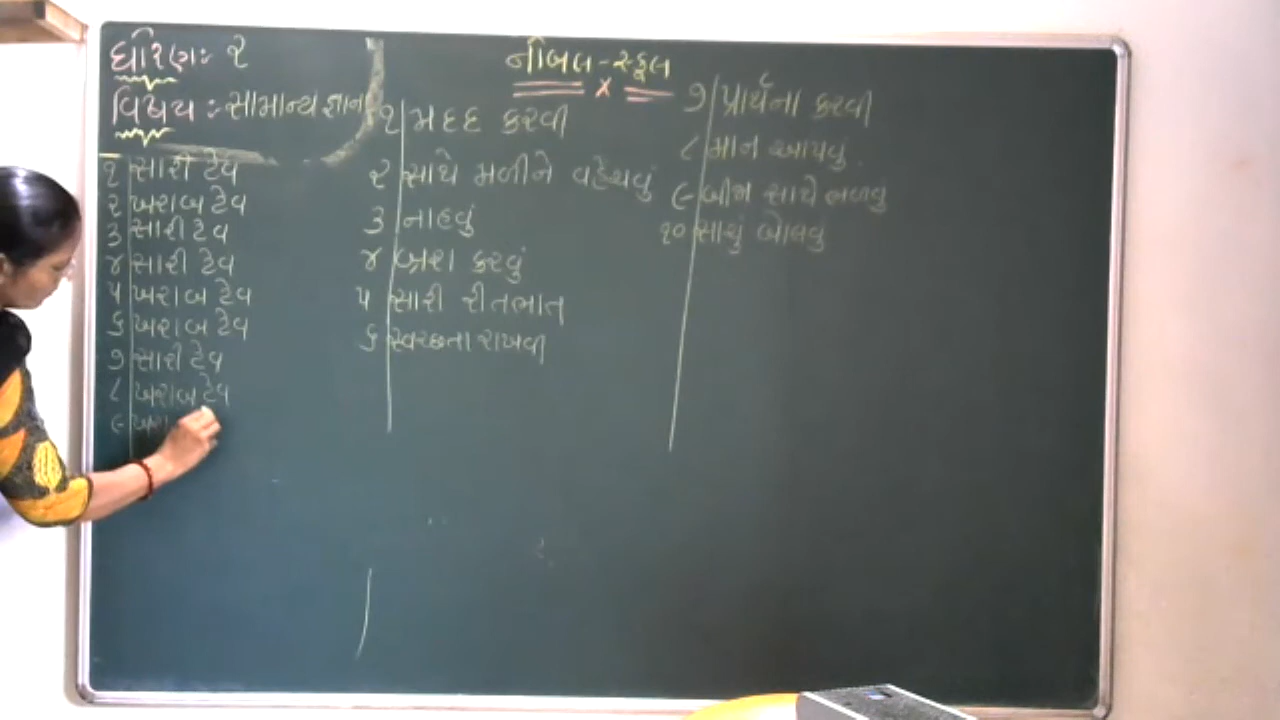 ધોરણ: ૨
વિષય: સામાન્ય જ્ઞાન
૧ સારી ટેવ
૨ ખરાબ ટેવ
૩ સારી ટેવ
૪ સારી ટેવ
૫ ખરાબ ટેવ
૬ ખરાબ ટેવ
૭ સારી ટેવ
૮ ખરાબ ટેવ
૯
નોબલ-સ્કૂલ
૧ મદદ કરવી
૨ સાથે મળીને વહેંચવું
૩ નાહવું
૪ બ્રશ કરવું
૫ સારી રીતભાત
૬ સ્વચ્છતા રાખવી
૭ પ્રાર્થના કરવી
૮ માન આપવું.
૯ બીજા સાથે ભળવું
૧૦ સાચું બોલવું